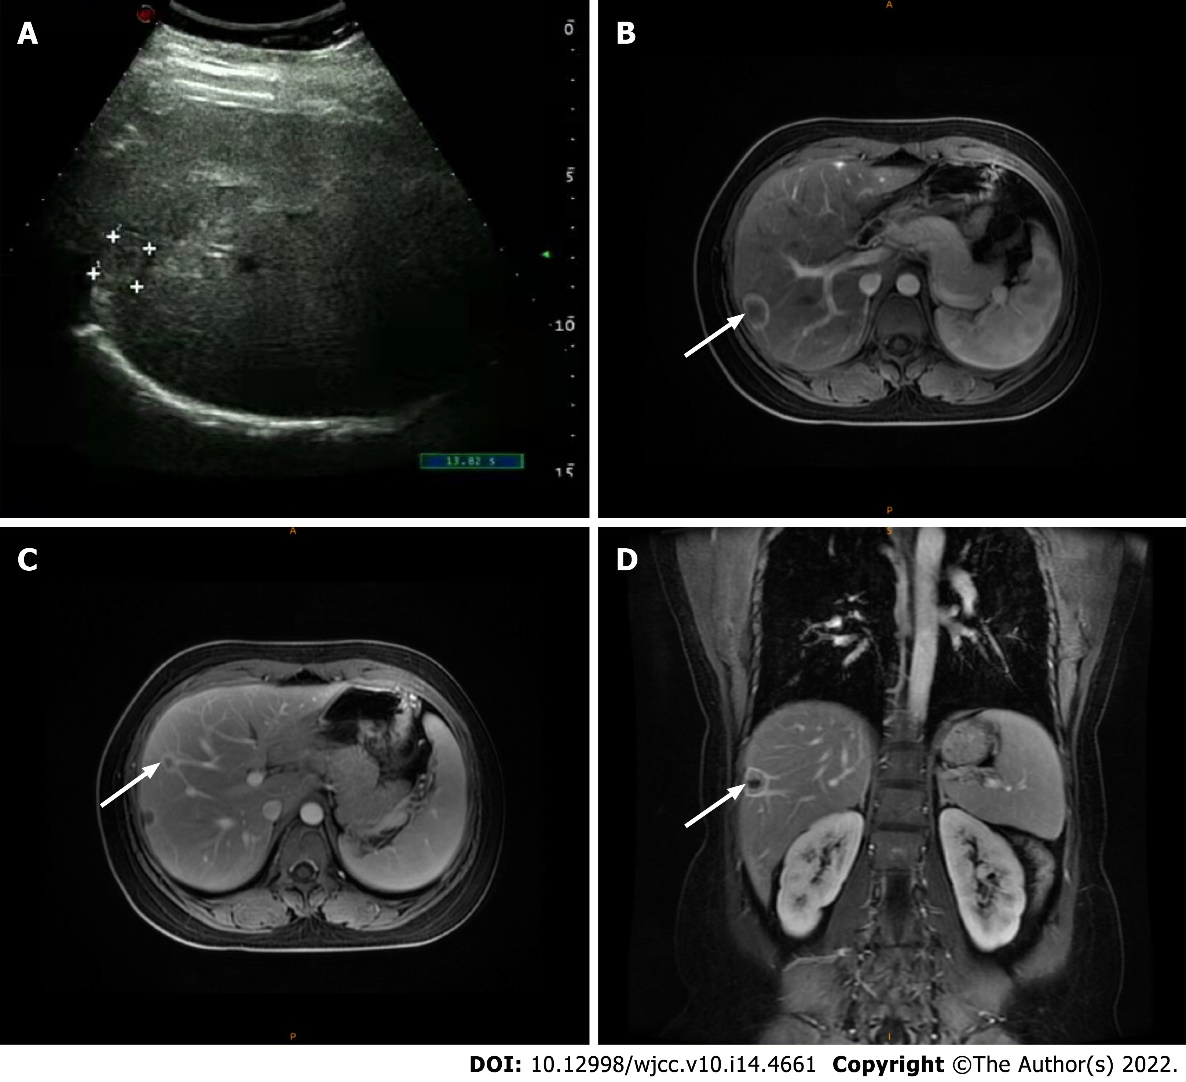 A
0
5
10
15
13.82 s
B
A
P
C
A
P
D
S
I
DOI: 10.12998/wjcc.v10.i14.4661 Copyright ©The Author(s) 2022.